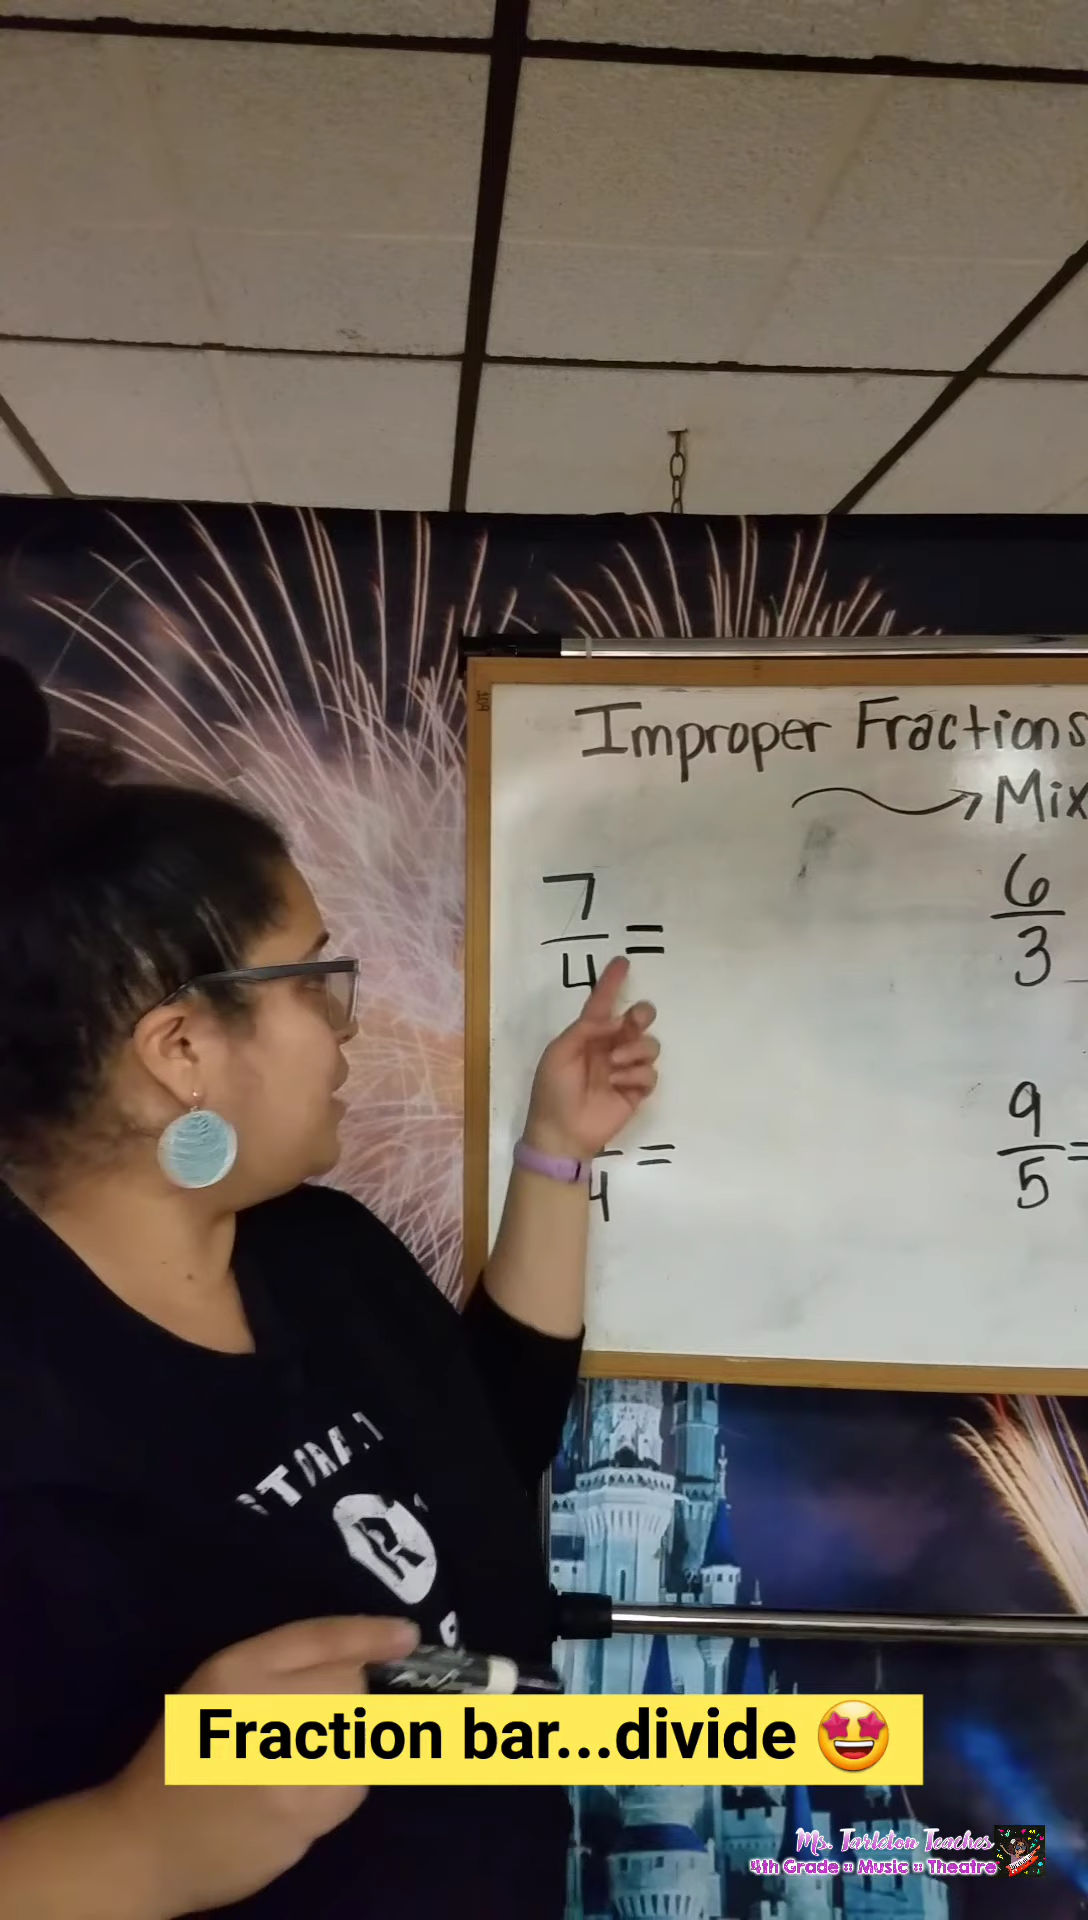 Improper Fractions
Mix
7/4 =
6/3
4 =
9/5 =
R
Fraction bar...divide 🤩
Ms. Tarleton Teaches
4th Grade :: Music :: Theatre